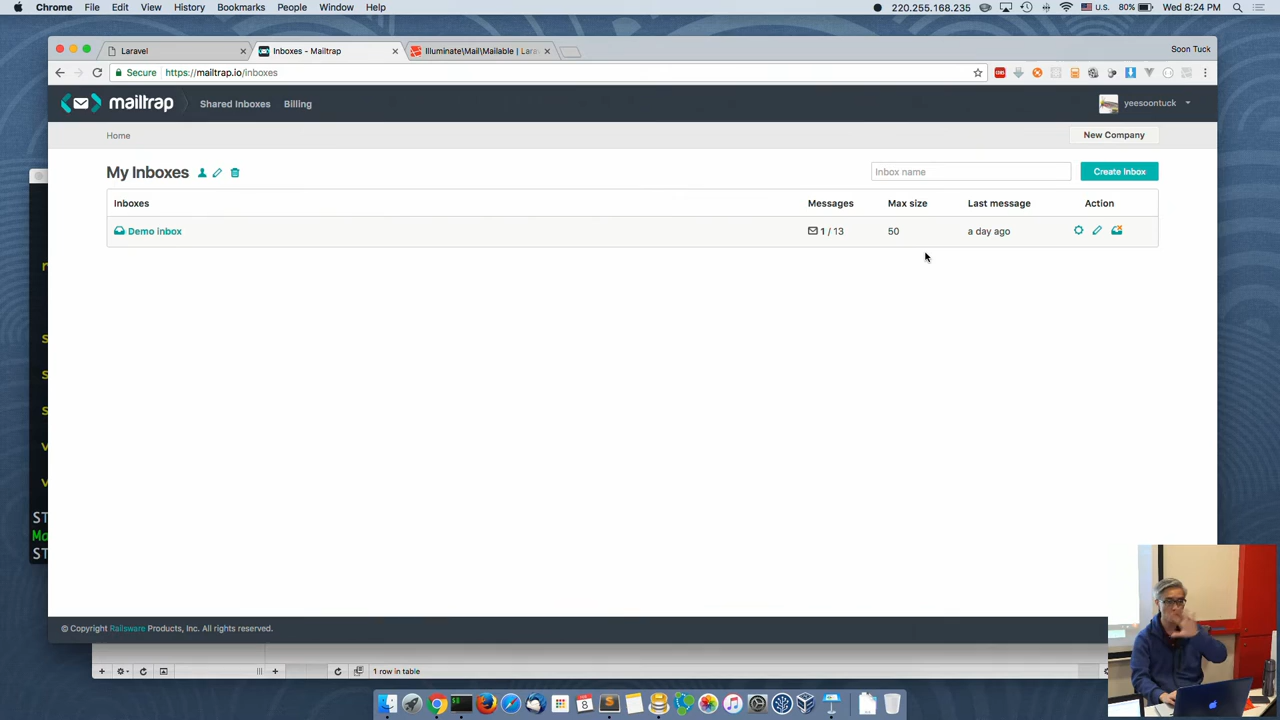 Chrome File Edit View History Bookmarks People Window Help 220.255.168.235 U.S. 80% Wed 8:24 PM
Laravel Inboxes - Mailtrap Illuminate\Mail\Mailable | Lara Soon Tuck
Secure https://mailtrap.io/inboxes
mailtrap Shared Inboxes Billing yeesoontuck
Home New Company
My Inboxes Inbox name Create Inbox
Inboxes Messages Max size Last message Action
Demo inbox 1 / 13 50 a day ago
ST
ST
© Copyright Railsware Products, Inc. All rights reserved.
1 row in table